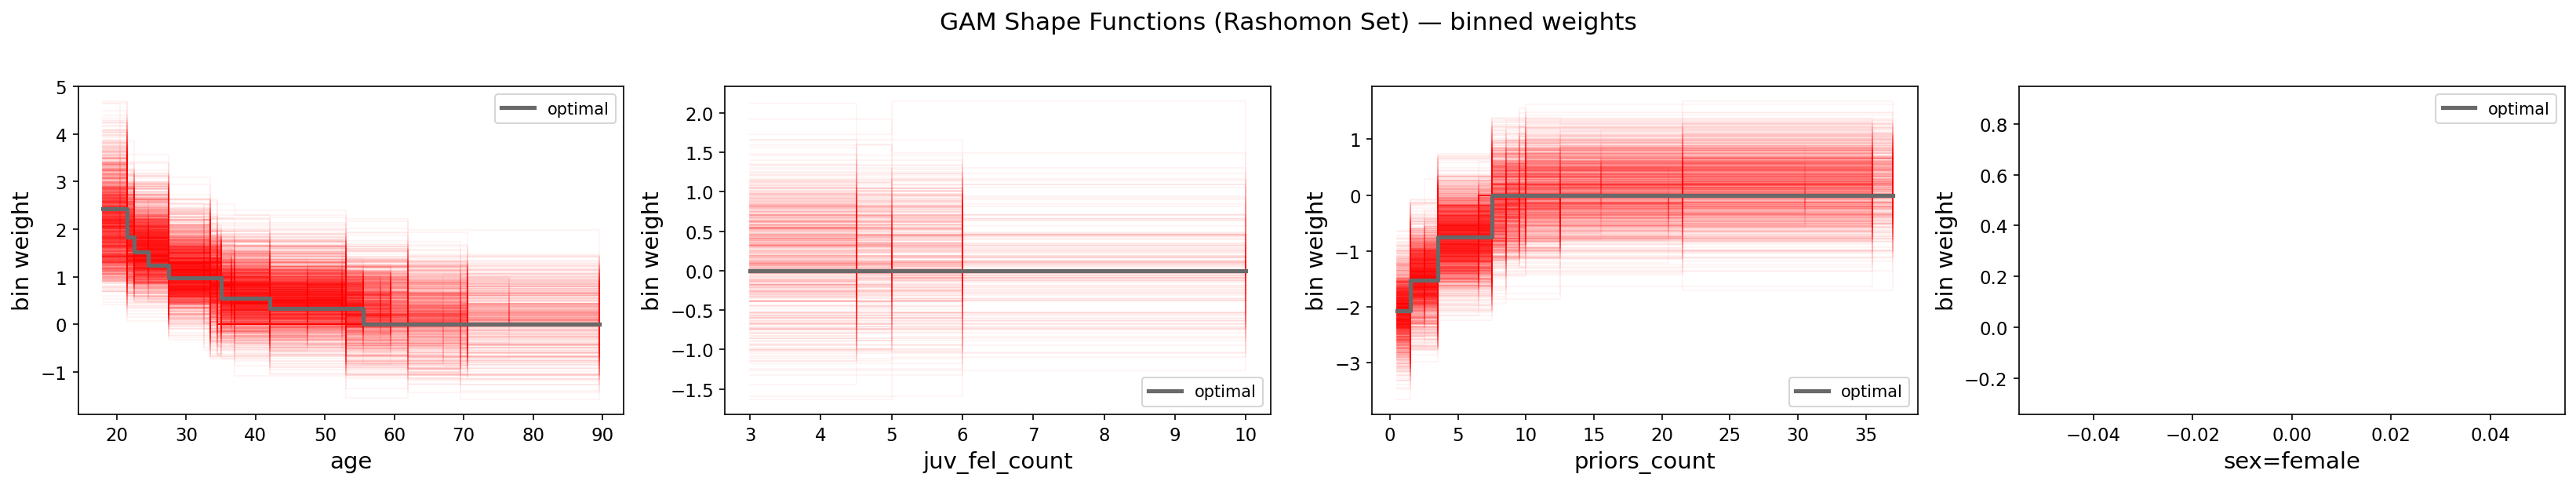 GAM Shape Functions (Rashomon Set) — binned weights
bin weight
5
4
3
2
1
0
−1
20 30 40 50 60 70 80 90
age
optimal
bin weight
2.0
1.5
1.0
0.5
0.0
−0.5
−1.0
−1.5
3 4 5 6 7 8 9 10
juv_fel_count
optimal
bin weight
1
0
−1
−2
−3
0 5 10 15 20 25 30 35
priors_count
optimal
bin weight
0.8
0.6
0.4
0.2
0.0
−0.2
−0.04 −0.02 0.00 0.02 0.04
sex=female
optimal